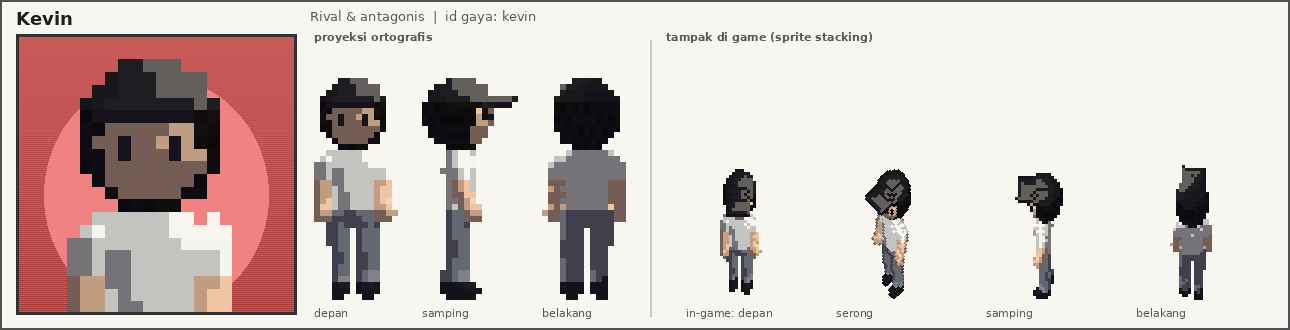 Kevin
Rival & antagonis | id gaya: kevin
proyeksi ortografis
tampak di game (sprite stacking)
depan
samping
belakang
in-game: depan
serong
samping
belakang